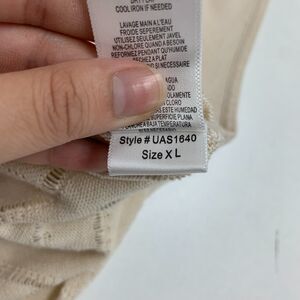 COOL IRON IF NEEDED
LAVAGE MAIN A L'EAU
FROIDE SEPEREMENT
UTILISEZ SEULEMENT JAVEL
NON-CHLORE QUAND BESOIN
REFORMEZ PENDANT QU'HUMIDE
SECHEZ A PLAT
SI NECESSAIRE
AGUA
CLORO
ESTE HUMEDAD
SUPERFICIE PLANA
A BAJA TEMPERATURA
Style # UAS1640
Size X L